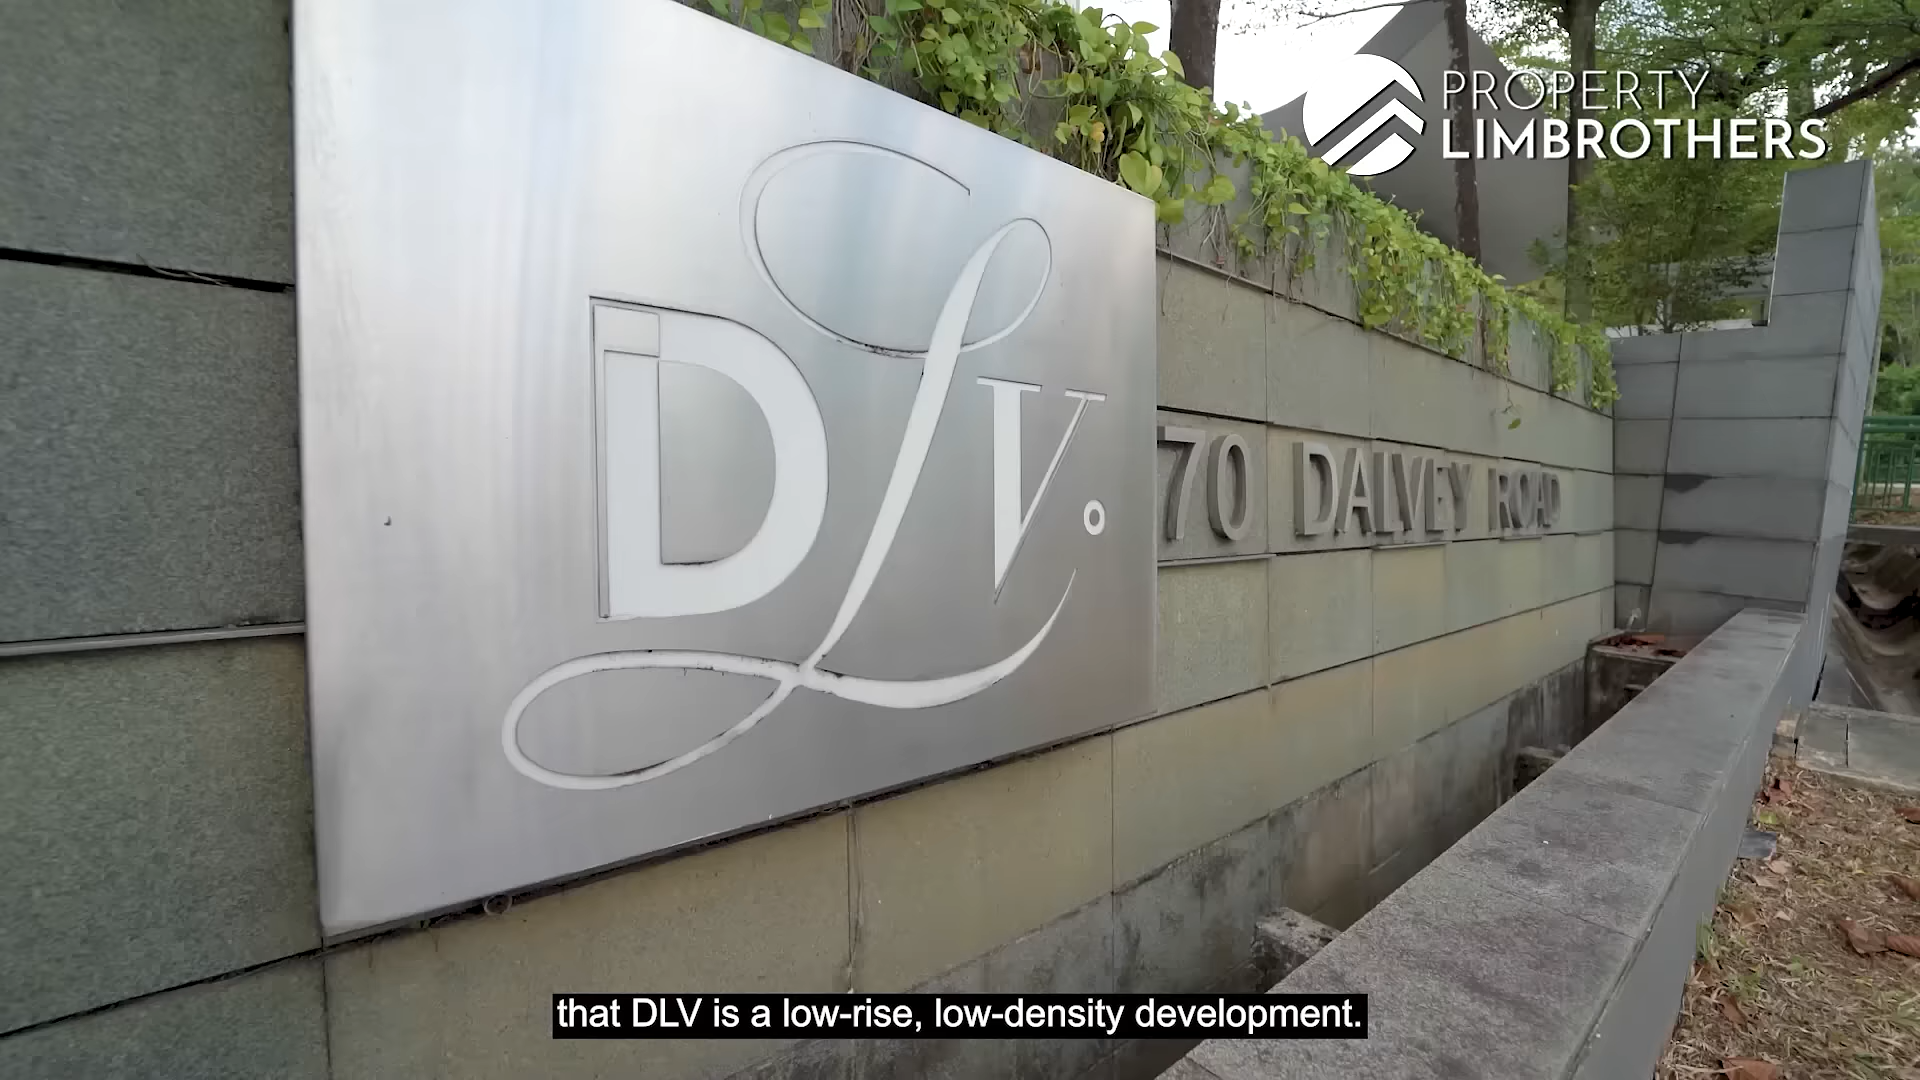 PROPERTY
LIMBROTHERS
DLV.
70 DALVEY ROAD
that DLV is a low-rise, low-density development.